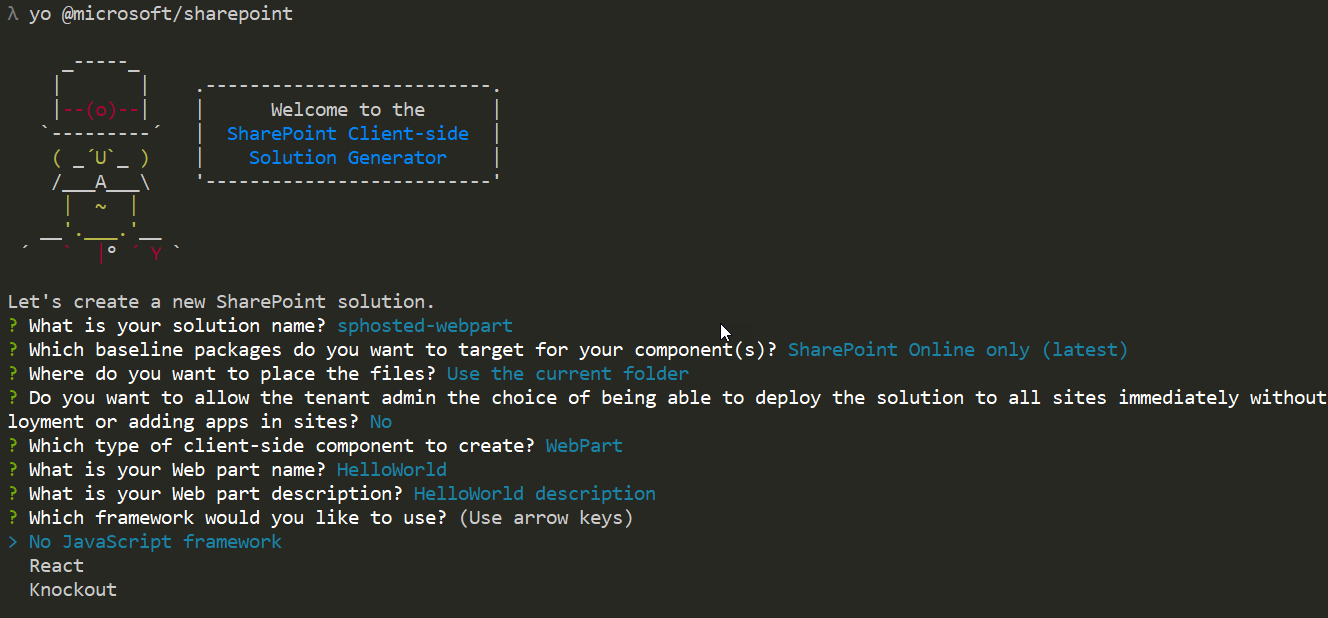 λ yo @microsoft/sharepoint
Welcome to the
SharePoint Client-side
Solution Generator
Let's create a new SharePoint solution.
? What is your solution name? sphosted-webpart
? Which baseline packages do you want to target for your component(s)? SharePoint Online only (latest)
? Where do you want to place the files? Use the current folder
? Do you want to allow the tenant admin the choice of being able to deploy the solution to all sites immediately without
loyment or adding apps in sites? No
? Which type of client-side component to create? WebPart
? What is your Web part name? HelloWorld
? What is your Web part description? HelloWorld description
? Which framework would you like to use? (Use arrow keys)
> No JavaScript framework
React
Knockout